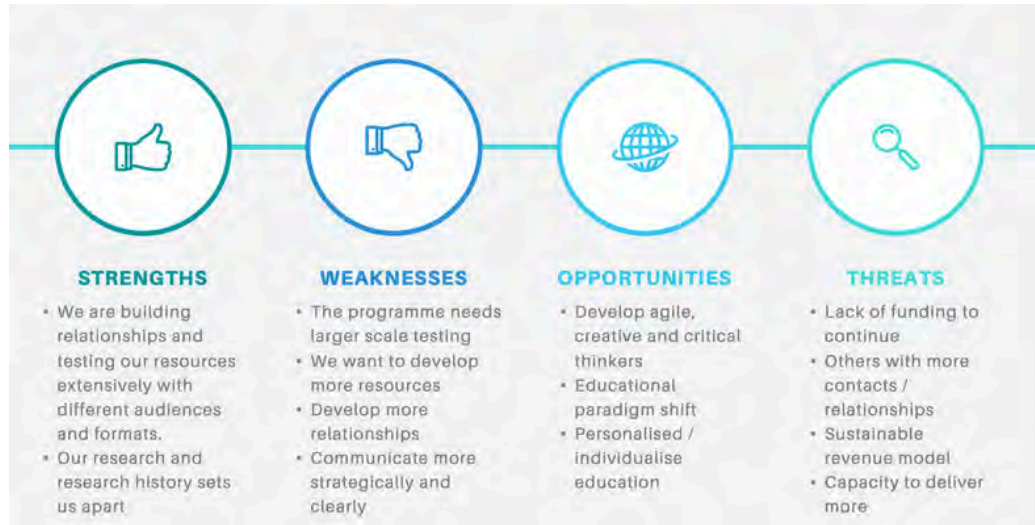 STRENGTHS
• We are building
relationships and
testing our resources
extensively with
different audiences
and formats.
• Our research and
research history sets
us apart
WEAKNESSES
• The programme needs
larger scale testing
• We want to develop
more resources
• Develop more
relationships
• Communicate more
strategically and
clearly
OPPORTUNITIES
• Develop agile,
creative and critical
thinkers
• Educational
paradigm shift
• Personalised /
individualise
education
THREATS
• Lack of funding to
continue
• Others with more
contacts /
relationships
• Sustainable
revenue model
• Capacity to deliver
more